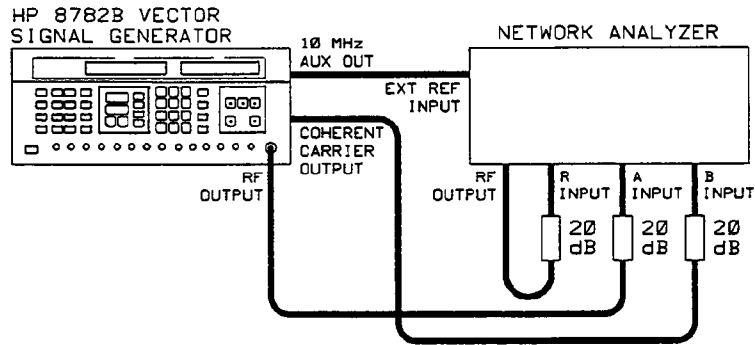 HP 8782B VECTOR
SIGNAL GENERATOR
10 MHz
AUX OUT
NETWORK ANALYZER
EXT REF
INPUT
COHERENT
CARRIER
OUTPUT
RF
OUTPUT
RF
OUTPUT
R
INPUT
A
INPUT
B
INPUT
20
dB
20
dB
20
dB